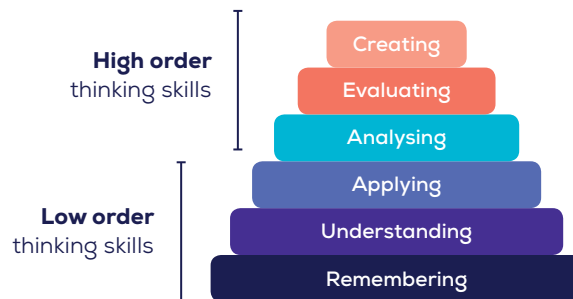 High order
thinking skills
Creating
Evaluating
Analysing
Low order
thinking skills
Applying
Understanding
Remembering